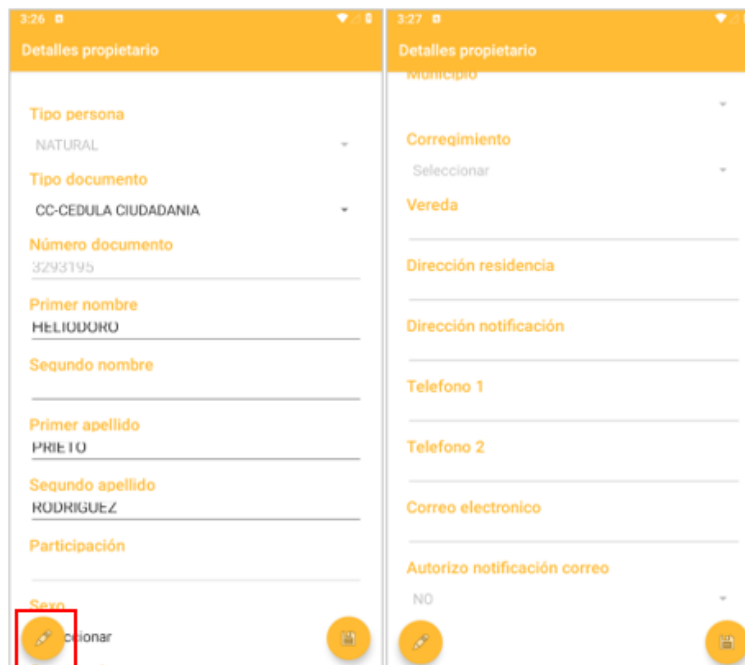 3:26
Detalles propietario
Tipo persona
NATURAL
Tipo documento
CC-CEDULA CIUDADANIA
Número documento
3293195
Primer nombre
HELIODORO
Segundo nombre
Primer apellido
PRIETO
Segundo apellido
RODRIGUEZ
Participación
Sexo
ccionar
3:27
Detalles propietario
Municipio
Corregimiento
Seleccionar
Vereda
Dirección residencia
Dirección notificación
Telefono 1
Telefono 2
Correo electronico
Autorizo notificación correo
NO